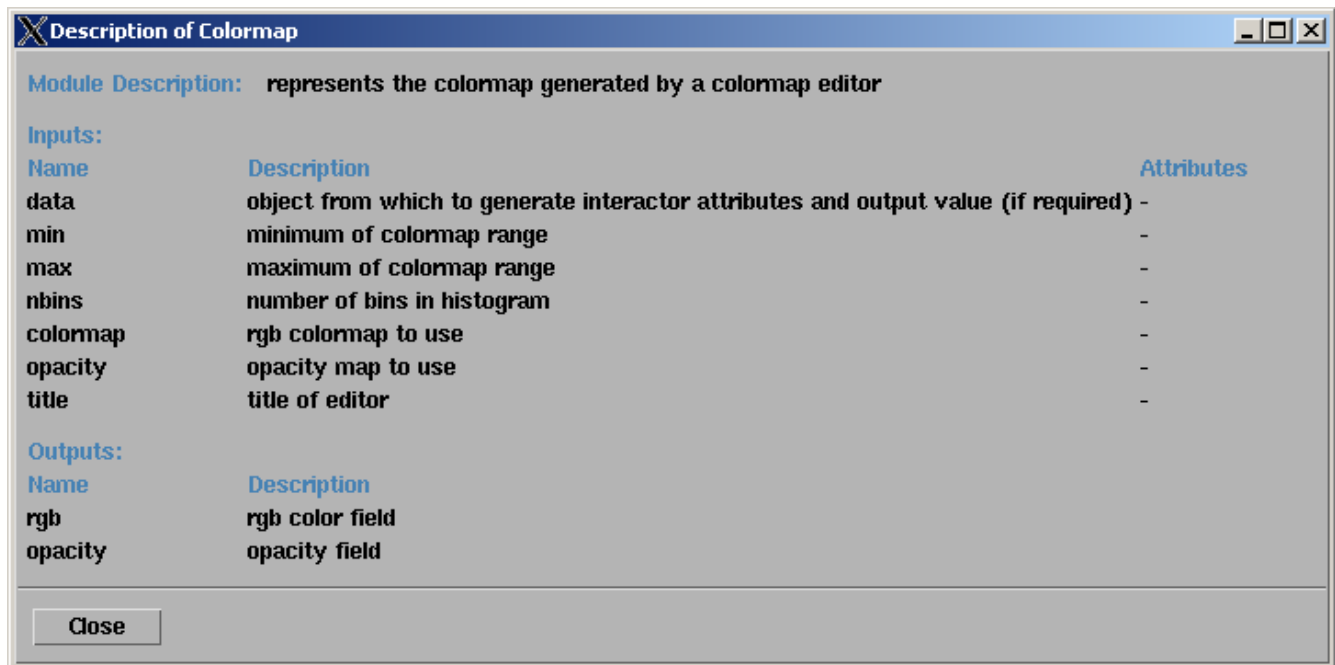 Description of Colormap
Module Description: represents the colormap generated by a colormap editor
Inputs:
Name Description Attributes
data object from which to generate interactor attributes and output value (if required) -
min minimum of colormap range -
max maximum of colormap range -
nbins number of bins in histogram -
colormap rgb colormap to use -
opacity opacity map to use -
title title of editor -
Outputs:
Name Description
rgb rgb color field
opacity opacity field
Close